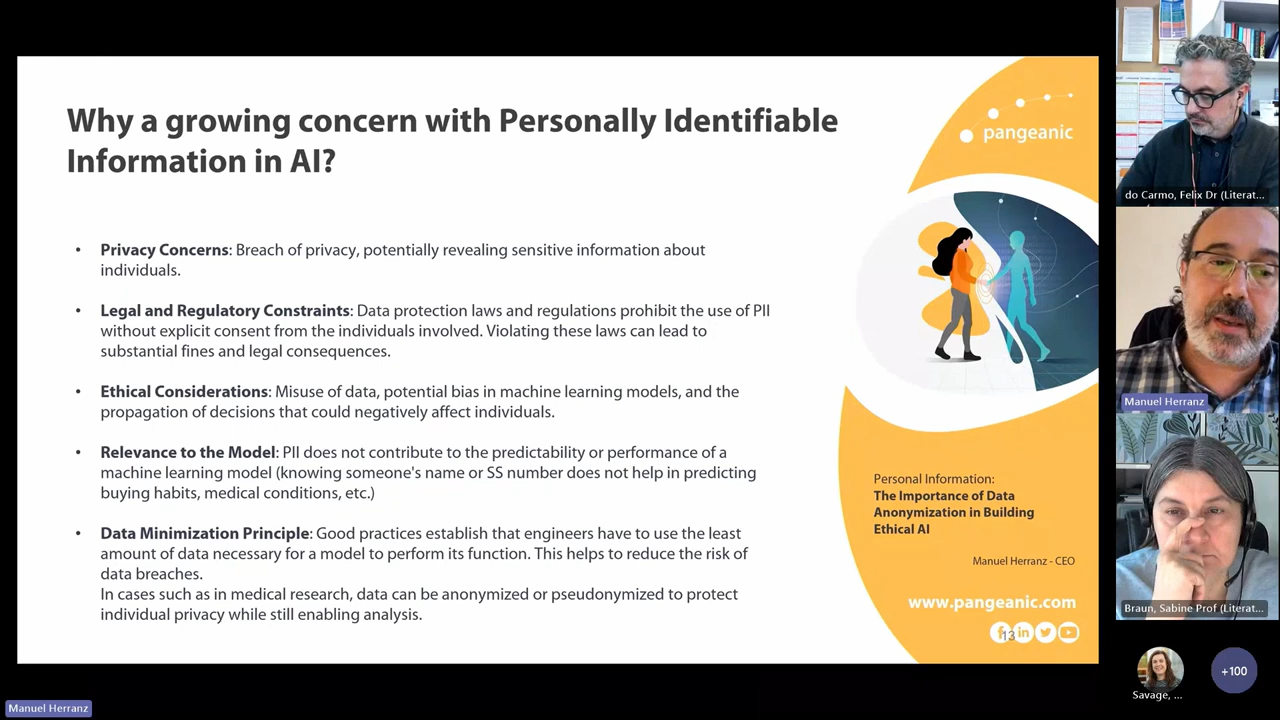 Why a growing concern with Personally Identifiable
Information in AI?
pangeanic
• Privacy Concerns: Breach of privacy, potentially revealing sensitive information about
individuals.
• Legal and Regulatory Constraints: Data protection laws and regulations prohibit the use of PII
without explicit consent from the individuals involved. Violating these laws can lead to
substantial fines and legal consequences.
• Ethical Considerations: Misuse of data, potential bias in machine learning models, and the
propagation of decisions that could negatively affect individuals.
• Relevance to the Model: PII does not contribute to the predictability or performance of a
machine learning model (knowing someone's name or SS number does not help in predicting
buying habits, medical conditions, etc.)
• Data Minimization Principle: Good practices establish that engineers have to use the least
amount of data necessary for a model to perform its function. This helps to reduce the risk of
data breaches.
In cases such as in medical research, data can be anonymized or pseudonymized to protect
individual privacy while still enabling analysis.
Personal Information:
The Importance of Data
Anonymization in Building
Ethical AI
Manuel Herranz - CEO
www.pangeanic.com
13
do Carmo, Felix Dr (Literat...
Manuel Herranz
Braun, Sabine Prof (Literat...
Savage, ...
+100
Manuel Herranz